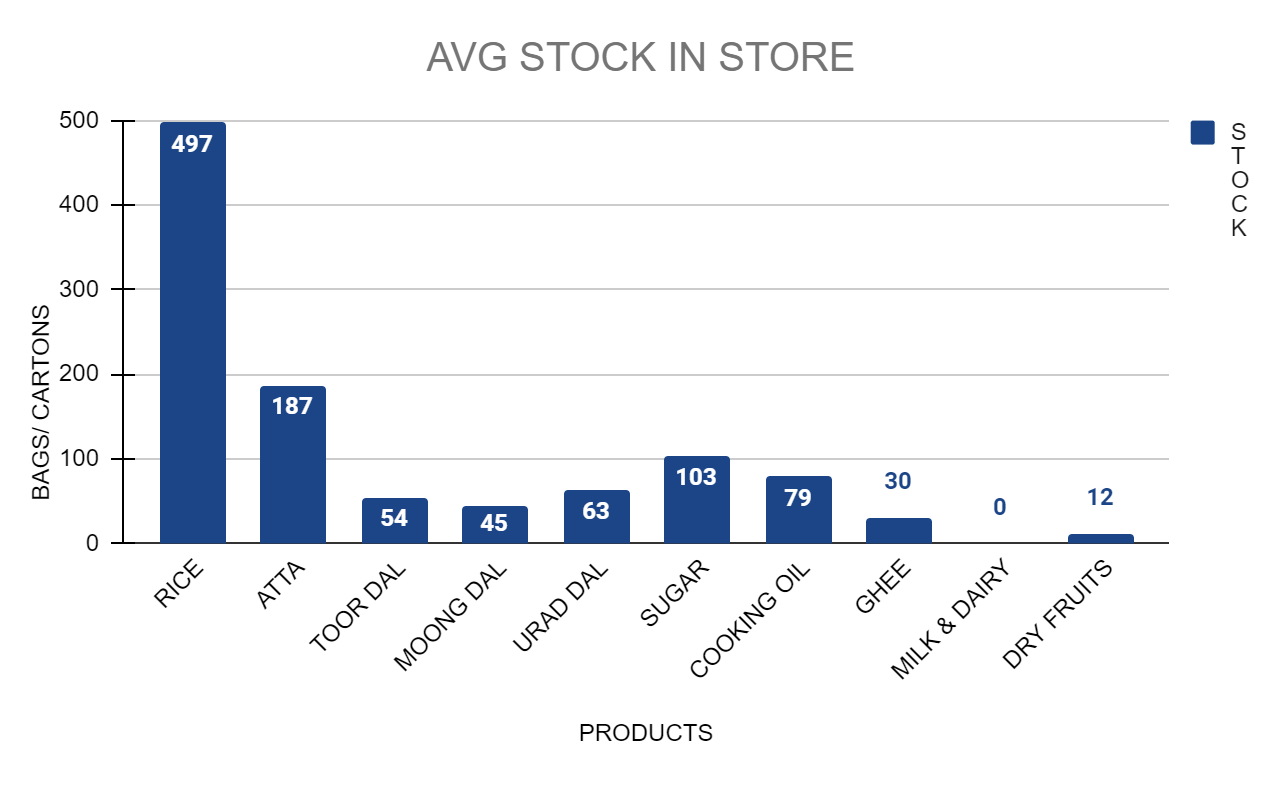 AVG STOCK IN STORE
500
400
300
200
100
0
BAGS/ CARTONS
497
187
54
45
63
103
79
30
0
12
RICE
ATTA
TOOR DAL
MOONG DAL
URAD DAL
SUGAR
COOKING OIL
GHEE
MILK & DAIRY
DRY FRUITS
PRODUCTS
S
T
O
C
K